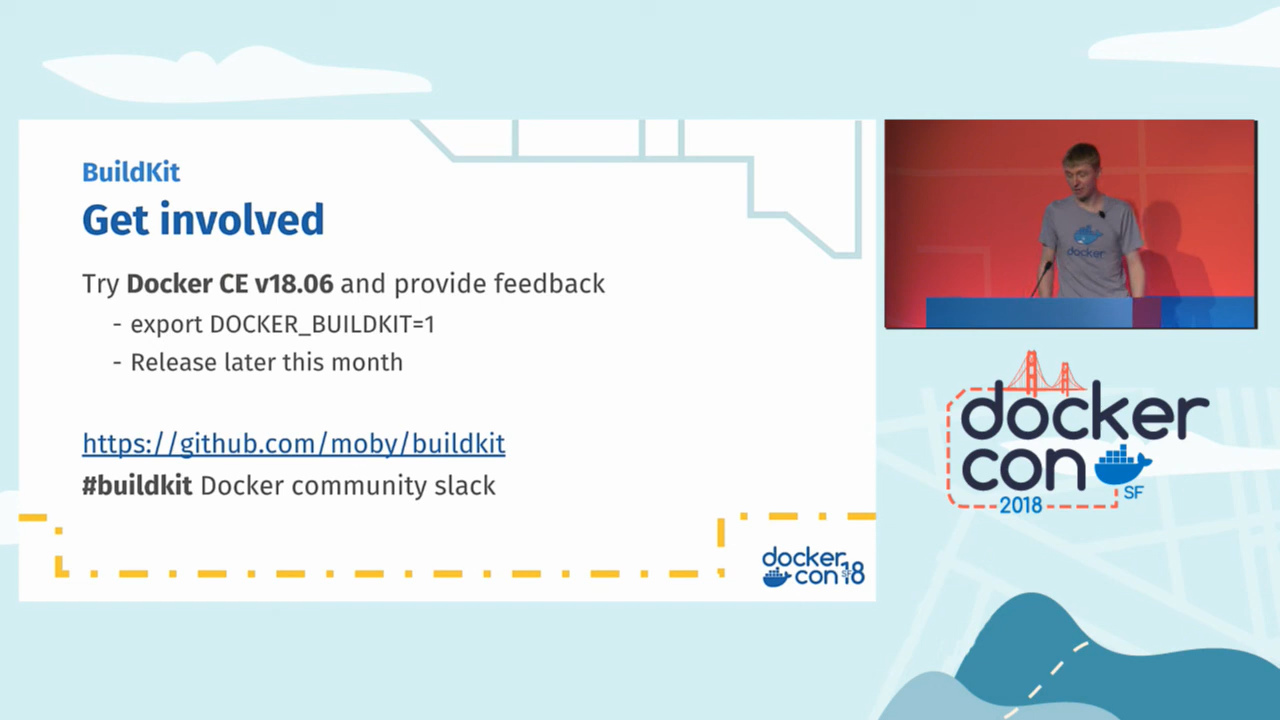 BuildKit
Get involved
Try Docker CE v18.06 and provide feedback
- export DOCKER_BUILDKIT=1
- Release later this month
https://github.com/moby/buildkit
#buildkit Docker community slack
docker
con 18
SF
docker
docker
con
SF
2018